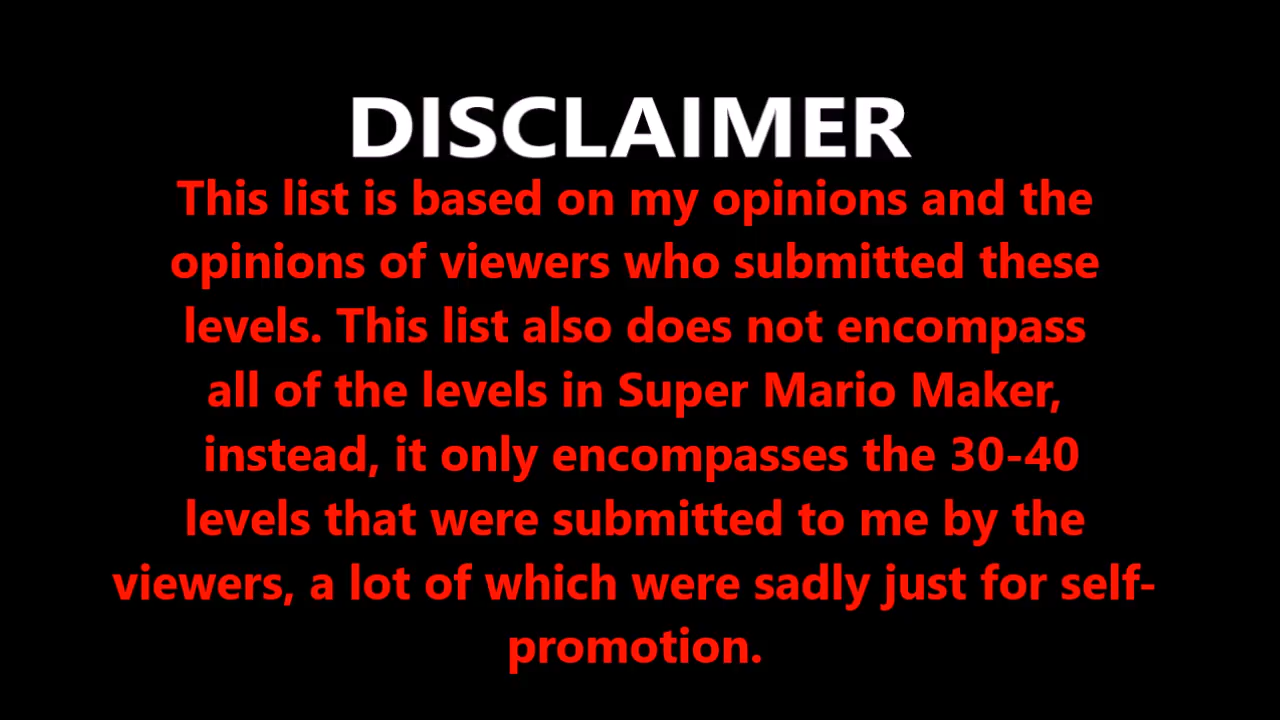 DISCLAIMER
This list is based on my opinions and the
opinions of viewers who submitted these
levels. This list also does not encompass
all of the levels in Super Mario Maker,
instead, it only encompasses the 30-40
levels that were submitted to me by the
viewers, a lot of which were sadly just for self-
promotion.